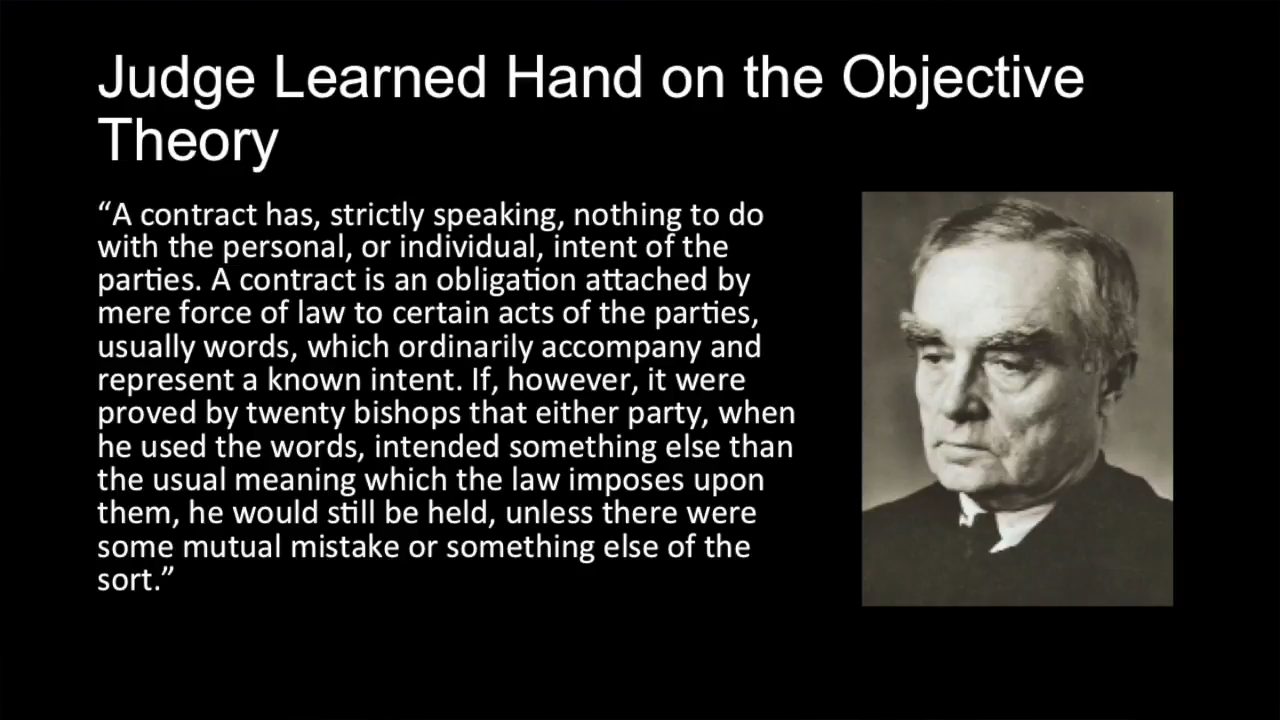 Judge Learned Hand on the Objective
Theory
“A contract has, strictly speaking, nothing to do
with the personal, or individual, intent of the
parties. A contract is an obligation attached by
mere force of law to certain acts of the parties,
usually words, which ordinarily accompany and
represent a known intent. If, however, it were
proved by twenty bishops that either party, when
he used the words, intended something else than
the usual meaning which the law imposes upon
them, he would still be held, unless there were
some mutual mistake or something else of the
sort.”